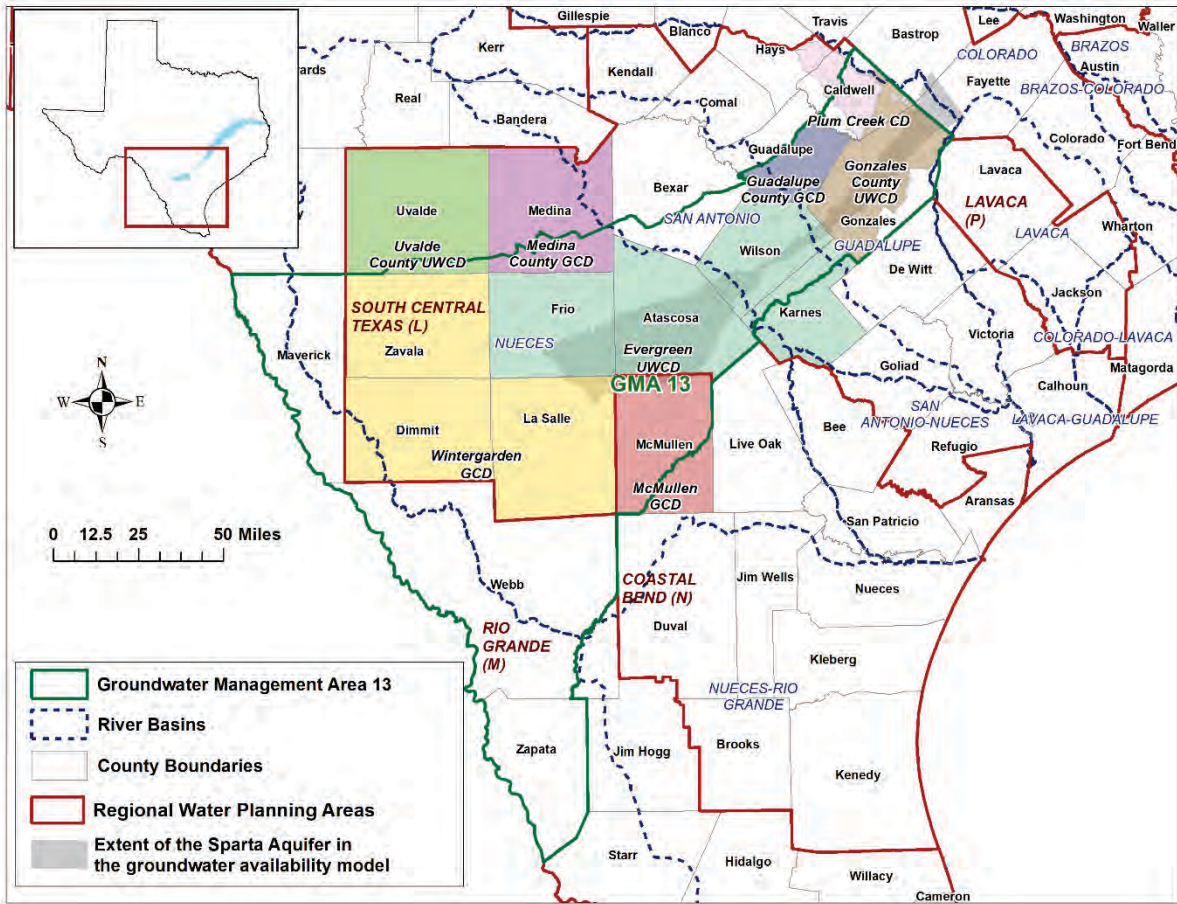 Gillespie
Blanco
Travis
Lee
Washington
Waller
Bastrop
Kerr
Hays
COLORADO
BRAZOS
Austin
Kendall
Fayette
BRAZOS-COLORADO
Real
Caldwell
Comal
Plum Creek CD
Bandera
Colorado
Fort Bend
Guadalupe
Guadalupe
County GCD
Gonzales
County
UWCD
Gonzales
Lavaca
LAVACA
(P)
LAVACA
Wharton
Bexar
SAN ANTONIO
Uvalde
Uvalde
County UWCD
Medina
Medina
County GCD
Wilson
GUADALUPE
De Witt
Jackson
COLORADO-LAVACA
SOUTH CENTRAL
TEXAS (L)
Frio
Atascosa
Karnes
Victoria
Maverick
Zavala
NUECES
Evergreen
UWCD
GMA 13
Goliad
Calhoun
Matagorda
LAVACA-GUADALUPE
SAN
ANTONIO-NUECES
N
W
E
S
Dimmit
La Salle
Wintergarden
GCD
McMullen
McMullen
GCD
Live Oak
Bee
Refugio
Aransas
San Patricio
0 12.5 25 50 Miles
Webb
COASTAL
BEND (N)
Duval
Jim Wells
Nueces
RIO
GRANDE
(M)
Kleberg
NUECES-RIO
GRANDE
Zapata
Jim Hogg
Brooks
Kenedy
Starr
Hidalgo
Willacy
Cameron
Groundwater Management Area 13
River Basins
County Boundaries
Regional Water Planning Areas
Extent of the Sparta Aquifer in
the groundwater availability model